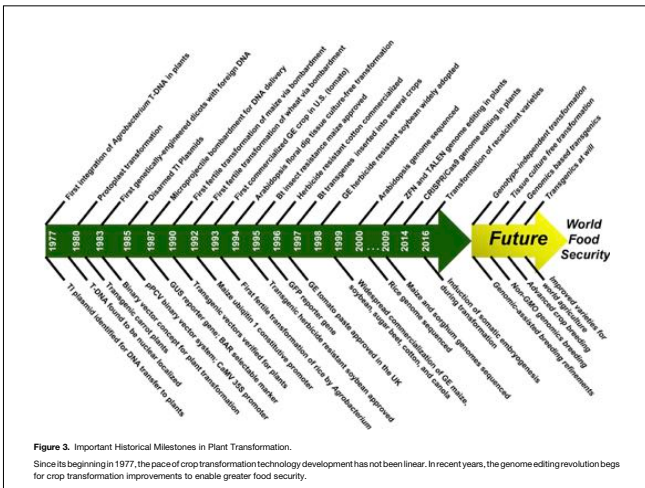 First integration of Agrobacterium T-DNA in plants
Protoplast transformation
First genetically-engineered dicots with foreign DNA
Disarmed TI Plasmids
Microprojectile bombardment for DNA delivery
First fertile transformation of maize via bombardment
First fertile transformation of wheat via bombardment
First commercialized GE crop in U.S. (tomato)
Arabidopsis floral dip tissue culture-free transformation
Bt insect resistance maize approved
Herbicide resistant cotton commercialized
Bt transgenes inserted into several crops
GE herbicide resistant soybean widely adopted
Arabidopsis genome sequenced
ZFN and TALEN genome editing in plants
CRISPR/Cas9 genome editing in plants
Transformation of recalcitrant varieties
Genotype-independent transformation
Tissue culture free transformation
Genomics based transgenics
Transgenics at will
1977
1980
1983
1985
1987
1990
1992
1993
1994
1995
1996
1997
1998
1999
2000
. . .
2009
2014
2016
Future
World
Food
Security
TI plasmid identified for DNA transfer to plants
T-DNA found to be nuclear localized
Transgenic carrot plants
Binary vector concept for plant transformation
pPCV binary vector system; CaMV 35S promoter
GUS reporter gene; BAR selectable marker
Transgenic vectors verified for plants
Maize ubiquitin 1 constitutive promoter
First fertile transformation of rice by Agrobacterium
Transgenic herbicide resistant soybean approved
GFP reporter gene
GE tomato paste approved in the UK
Widespread commercialization of GE maize,
soybean, sugar beet, cotton, and canola
Rice genome sequenced
Maize and sorghum genomes sequenced
Induction of somatic embryogenesis
during transformation
Genomic-assisted breeding refinements
Non-GMO genomics breeding
Advanced crop breeding
Improved varieties for
world agriculture
Figure 3. Important Historical Milestones in Plant Transformation.
Since its beginning in 1977, the pace of crop transformation technology development has not been linear. In recent years, the genome editing revolution begs
for crop transformation improvements to enable greater food security.